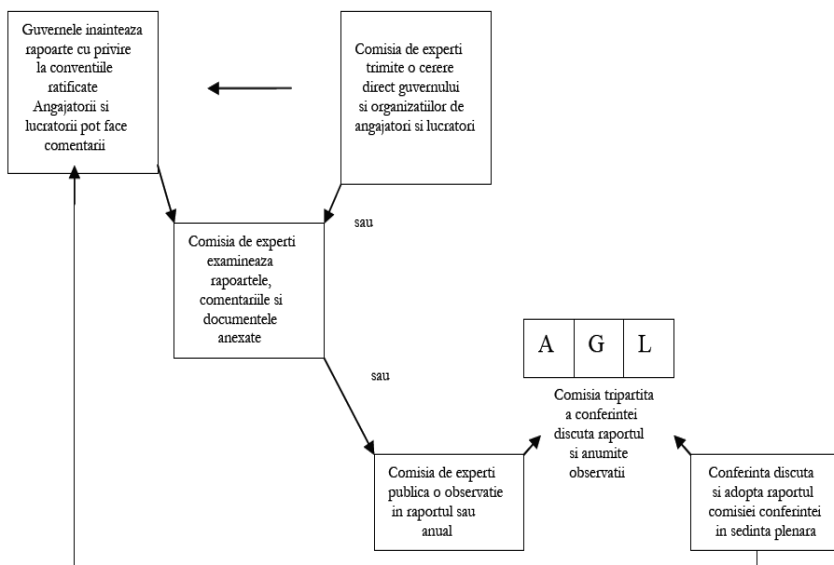 Guvernele inainteaza
rapoarte cu privire
la conventiile
ratificate
Angajatorii si
lucratorii pot face
comentarii
Comisia de experti
trimite o cerere
direct guvernului
si organizatiilor de
angajatori si lucratori
sau
Comisia de experti
examineaza
rapoartele,
comentariile si
documentele
anexate
sau
A G L
Comisia tripartita
a conferintei
discuta raportul
si anumite
observatii
Comisia de experti
publica o observatie
in raportul sau
anual
Conferinta discuta
si adopta raportul
comisiei conferintei
in sedinta plenara